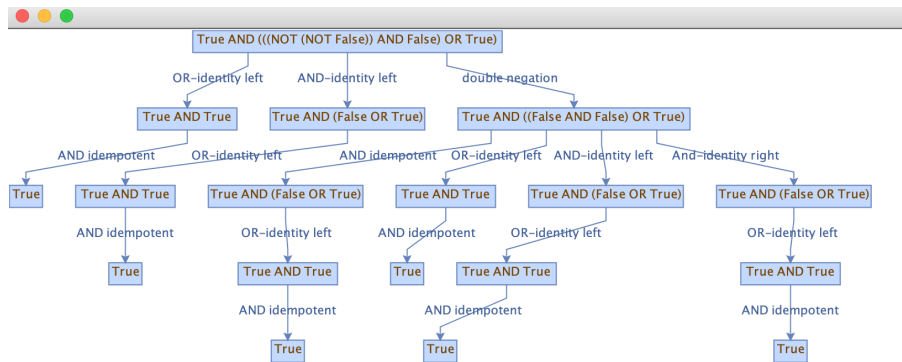 True AND (((NOT (NOT False)) AND False) OR True)
OR-identity left AND-identity left double negation
True AND True True AND (False OR True) True AND ((False AND False) OR True)
AND idempotent OR-identity left AND idempotent OR-identity left AND-identity left And-identity right
True True AND True True AND (False OR True) True AND True True AND (False OR True) True AND (False OR True)
AND idempotent OR-identity left AND idempotent OR-identity left OR-identity left
True True AND True True True AND True True AND True
AND idempotent AND idempotent AND idempotent
True True True